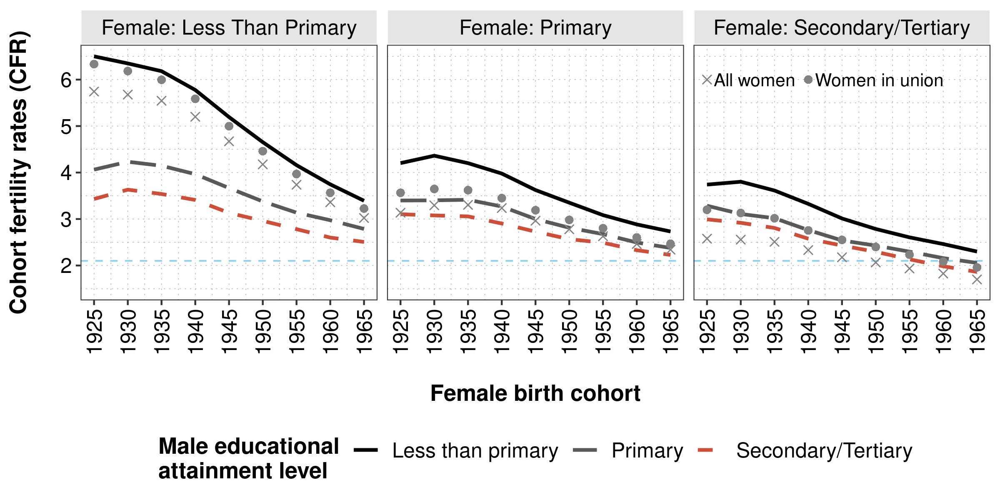 Female: Less Than Primary
Female: Primary
Female: Secondary/Tertiary
Cohort fertility rates (CFR)
6
5
4
3
2
All women
Women in union
1925 1930 1935 1940 1945 1950 1955 1960 1965
1925 1930 1935 1940 1945 1950 1955 1960 1965
1925 1930 1935 1940 1945 1950 1955 1960 1965
Female birth cohort
Male educational
attainment level
Less than primary
Primary
Secondary/Tertiary